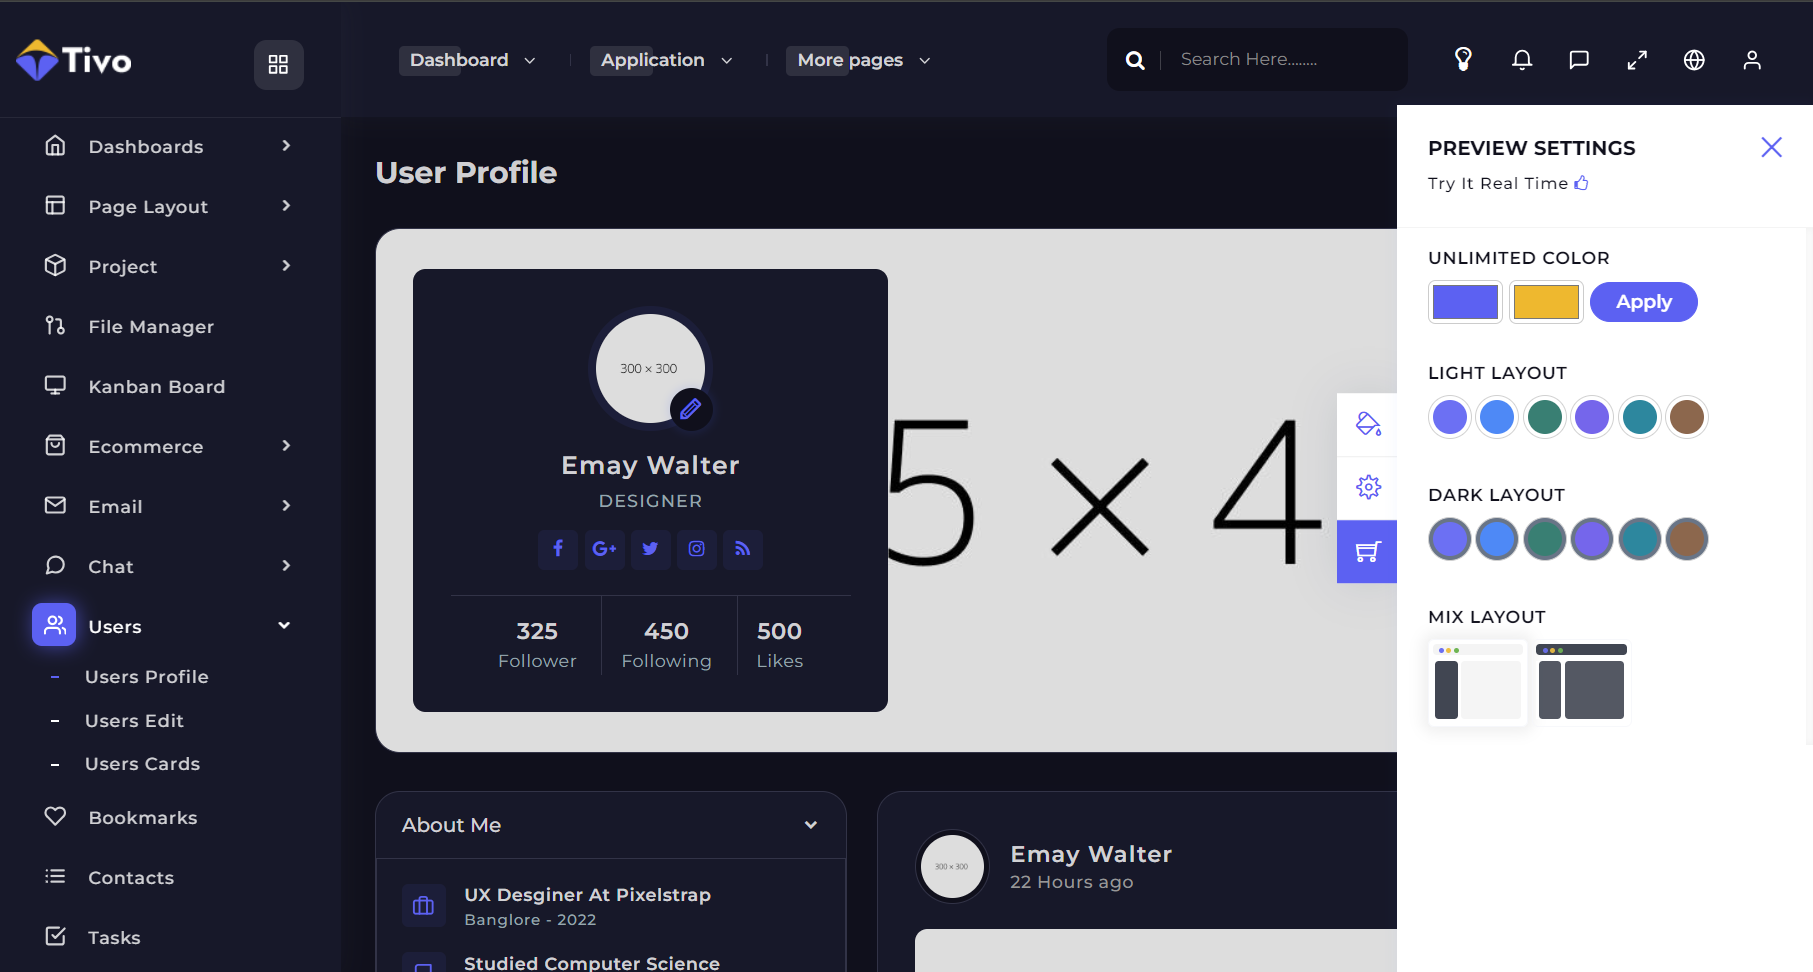 Tivo
Dashboard
Application
More pages
Search Here........
Dashboards
Page Layout
Project
File Manager
Kanban Board
Ecommerce
Email
Chat
Users
Users Profile
Users Edit
Users Cards
Bookmarks
Contacts
Tasks
User Profile
300 × 300
Emay Walter
DESIGNER
325
Follower
450
Following
500
Likes
5 × 4
About Me
UX Desginer At Pixelstrap
Banglore - 2022
Studied Computer Science
300 × 300
Emay Walter
22 Hours ago
PREVIEW SETTINGS
Try It Real Time
UNLIMITED COLOR
Apply
LIGHT LAYOUT
DARK LAYOUT
MIX LAYOUT